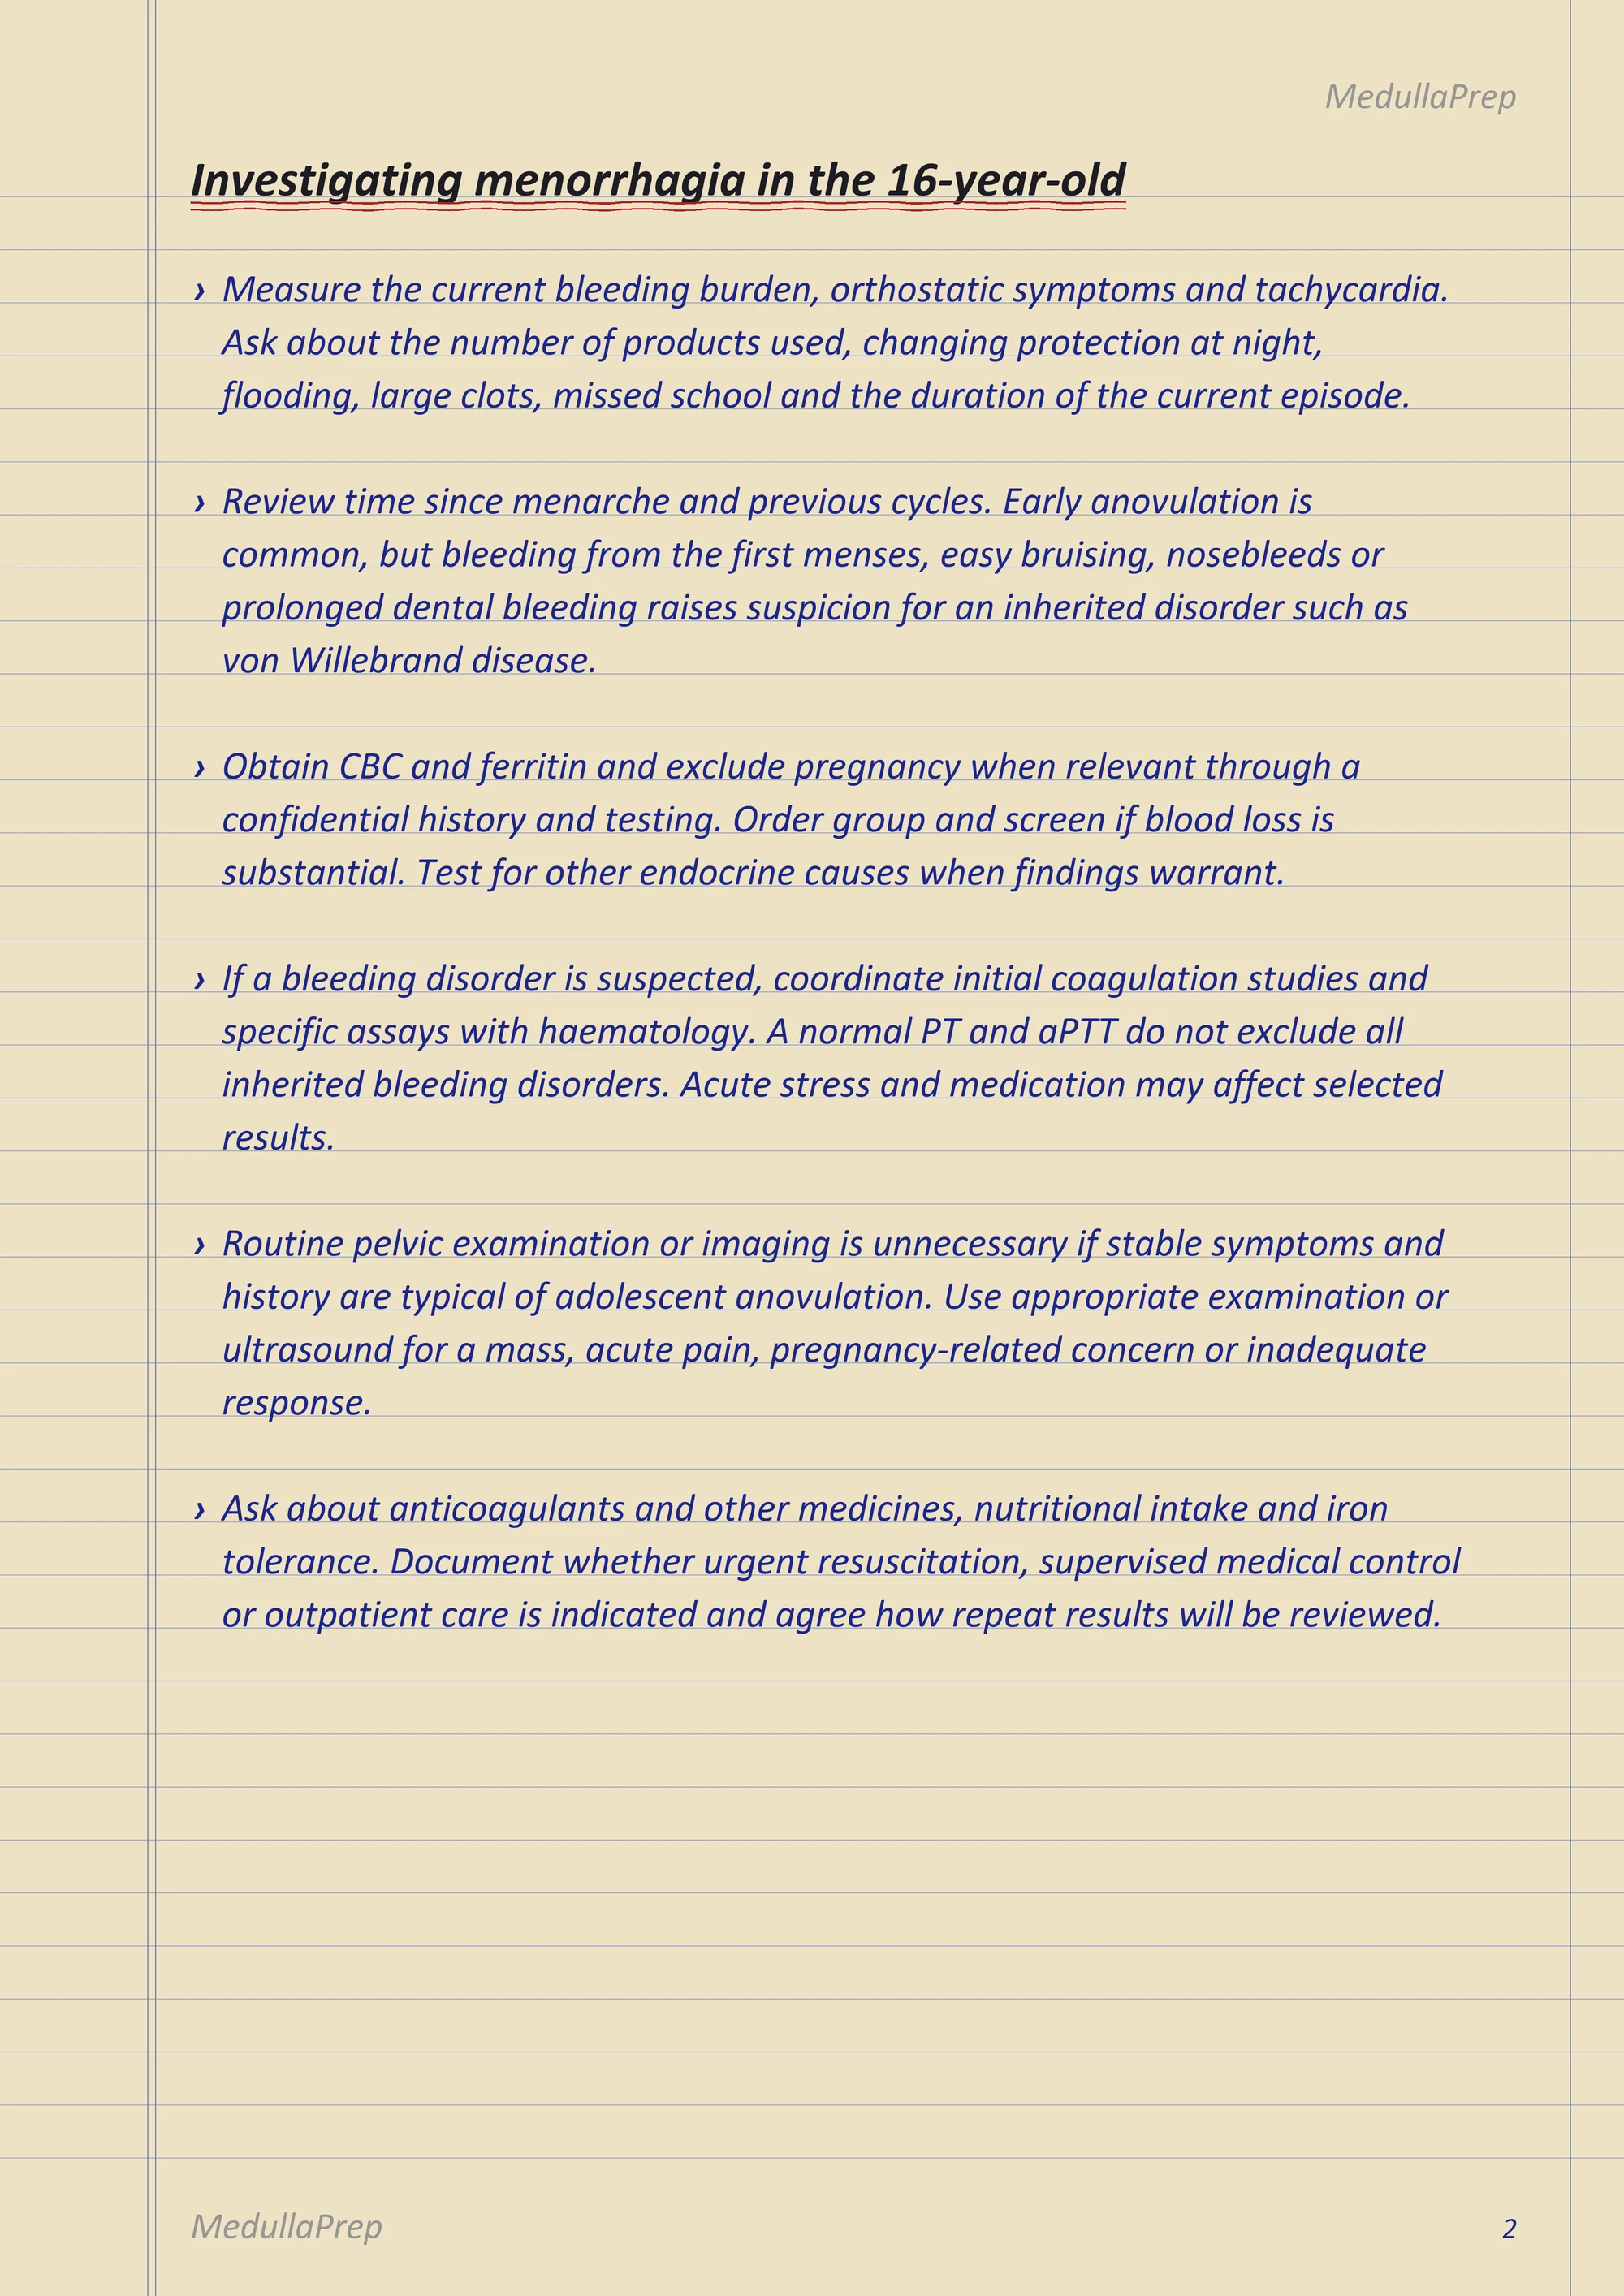 MedullaPrep
Investigating menorrhagia in the 16-year-old
› Measure the current bleeding burden, orthostatic symptoms and tachycardia.
Ask about the number of products used, changing protection at night,
flooding, large clots, missed school and the duration of the current episode.
› Review time since menarche and previous cycles. Early anovulation is
common, but bleeding from the first menses, easy bruising, nosebleeds or
prolonged dental bleeding raises suspicion for an inherited disorder such as
von Willebrand disease.
› Obtain CBC and ferritin and exclude pregnancy when relevant through a
confidential history and testing. Order group and screen if blood loss is
substantial. Test for other endocrine causes when findings warrant.
› If a bleeding disorder is suspected, coordinate initial coagulation studies and
specific assays with haematology. A normal PT and aPTT do not exclude all
inherited bleeding disorders. Acute stress and medication may affect selected
results.
› Routine pelvic examination or imaging is unnecessary if stable symptoms and
history are typical of adolescent anovulation. Use appropriate examination or
ultrasound for a mass, acute pain, pregnancy-related concern or inadequate
response.
› Ask about anticoagulants and other medicines, nutritional intake and iron
tolerance. Document whether urgent resuscitation, supervised medical control
or outpatient care is indicated and agree how repeat results will be reviewed.
MedullaPrep
2